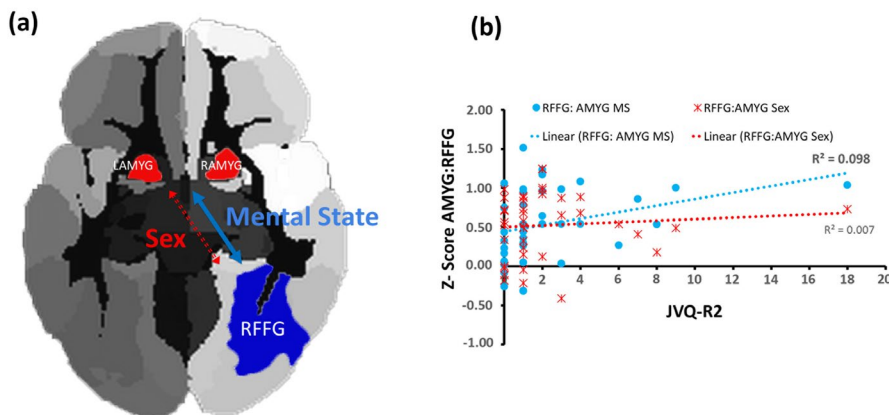 (a)
LAMYG
RAMYG
Mental State
Sex
RFFG
(b)
RFFG: AMYG MS
RFFG:AMYG Sex
Linear (RFFG: AMYG MS)
Linear (RFFG:AMYG Sex)
Z- Score AMYG:RFFG
2.00
1.50
1.00
0.50
0.00
-0.50
-1.00
R² = 0.098
R² = 0.007
2 4 6 8 10 12 14 16 18 20
JVQ-R2